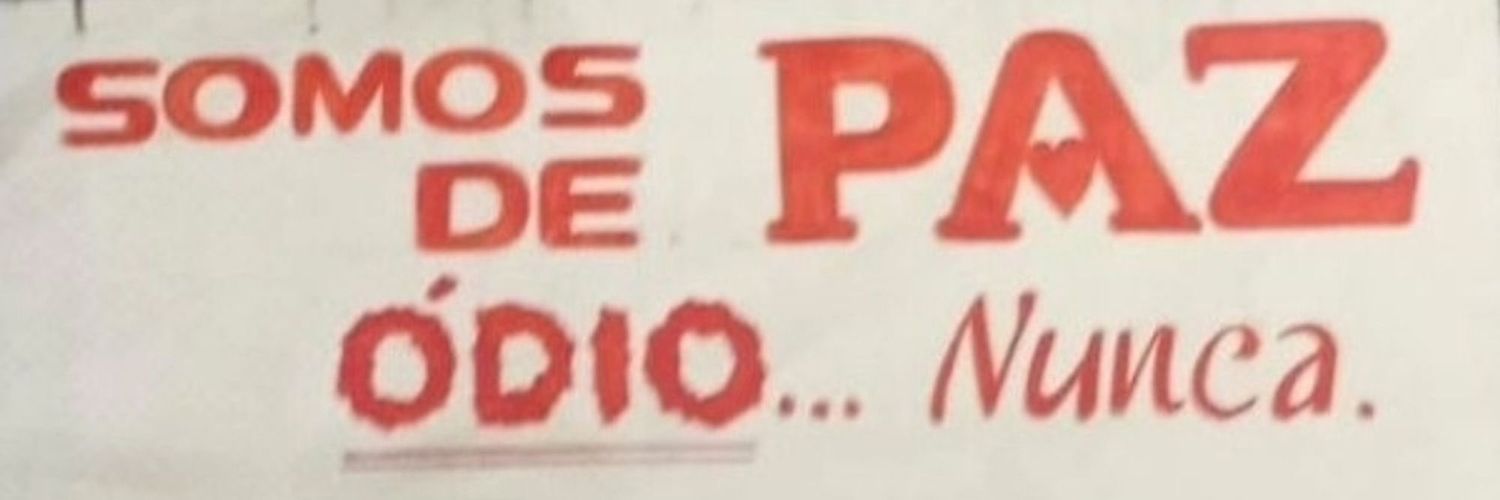 SOMOS
DE PAZ
ÓDIO... Nunca.